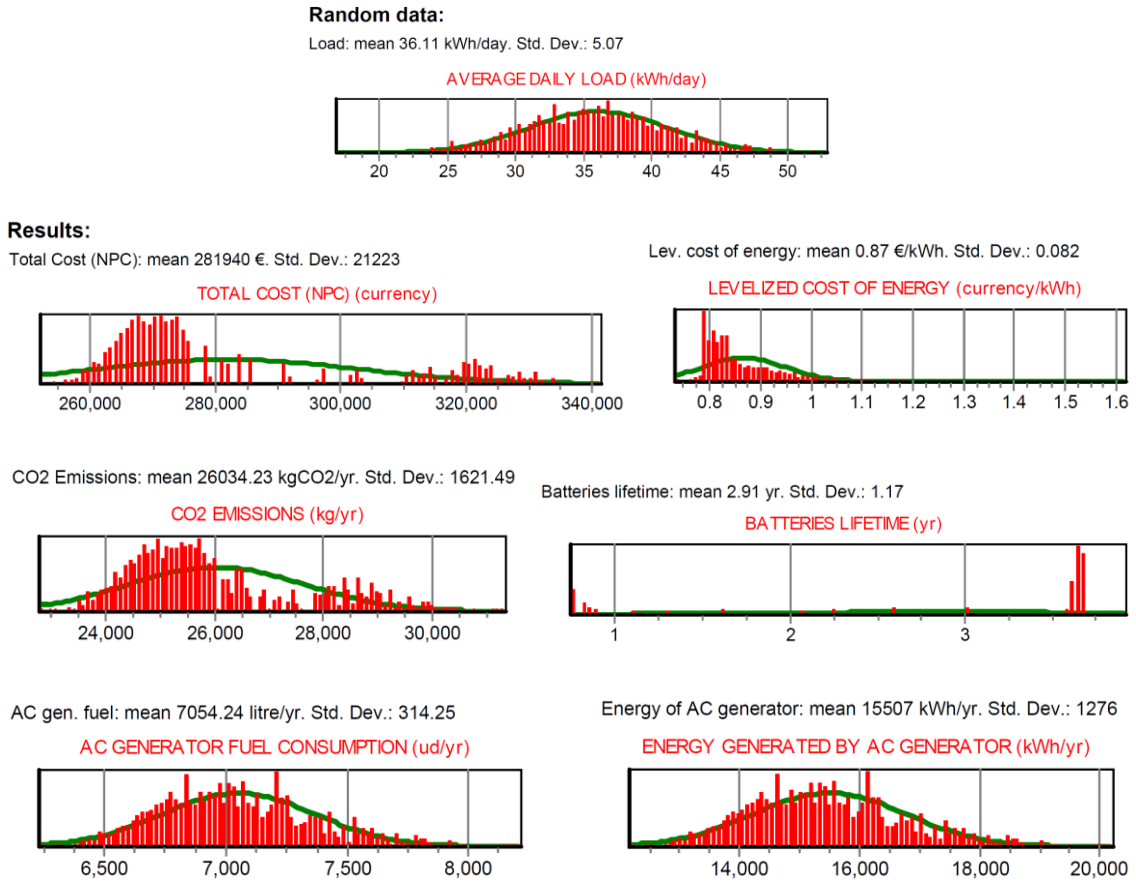 Random data:
Load: mean 36.11 kWh/day. Std. Dev.: 5.07
AVERAGE DAILY LOAD (kWh/day)
20 25 30 35 40 45 50
Results:
Total Cost (NPC): mean 281940 €. Std. Dev.: 21223
TOTAL COST (NPC) (currency)
260,000 280,000 300,000 320,000 340,000
Lev. cost of energy: mean 0.87 €/kWh. Std. Dev.: 0.082
LEVELIZED COST OF ENERGY (currency/kWh)
0.8 0.9 1 1.1 1.2 1.3 1.4 1.5 1.6
CO2 Emissions: mean 26034.23 kgCO2/yr. Std. Dev.: 1621.49
CO2 EMISSIONS (kg/yr)
24,000 26,000 28,000 30,000
Batteries lifetime: mean 2.91 yr. Std. Dev.: 1.17
BATTERIES LIFETIME (yr)
1 2 3
AC gen. fuel: mean 7054.24 litre/yr. Std. Dev.: 314.25
AC GENERATOR FUEL CONSUMPTION (ud/yr)
6,500 7,000 7,500 8,000
Energy of AC generator: mean 15507 kWh/yr. Std. Dev.: 1276
ENERGY GENERATED BY AC GENERATOR (kWh/yr)
14,000 16,000 18,000 20,000